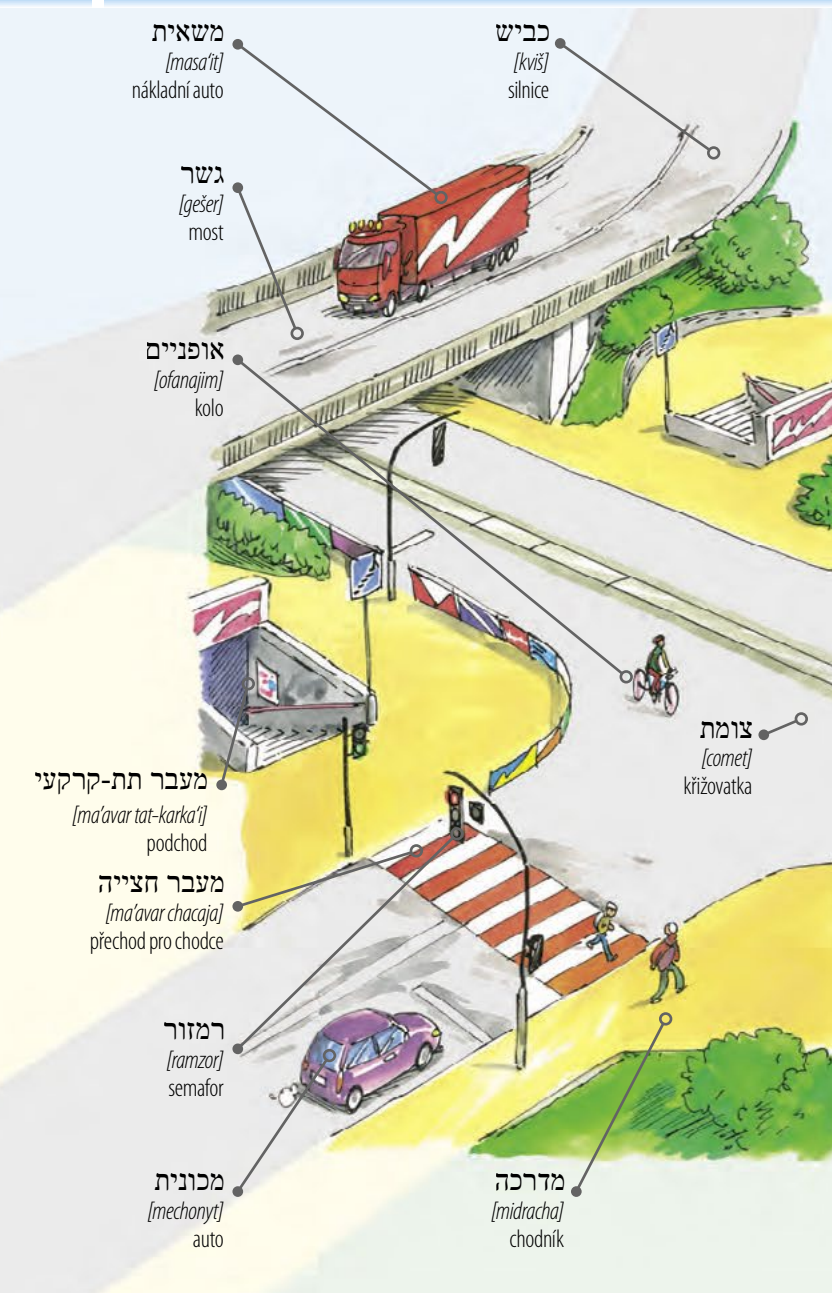 משאית
[masa'it]
nákladní auto
כביש
[kviš]
silnice
גשר
[gešer]
most
אופניים
[ofanajim]
kolo
צומת
[comet]
křižovatka
מעבר תת-קרקעי
[ma'avar tat-karka'i]
podchod
מעבר חצייה
[ma'avar chacaja]
přechod pro chodce
רמזור
[ramzor]
semafor
מכונית
[mechonyt]
auto
מדרכה
[midracha]
chodník